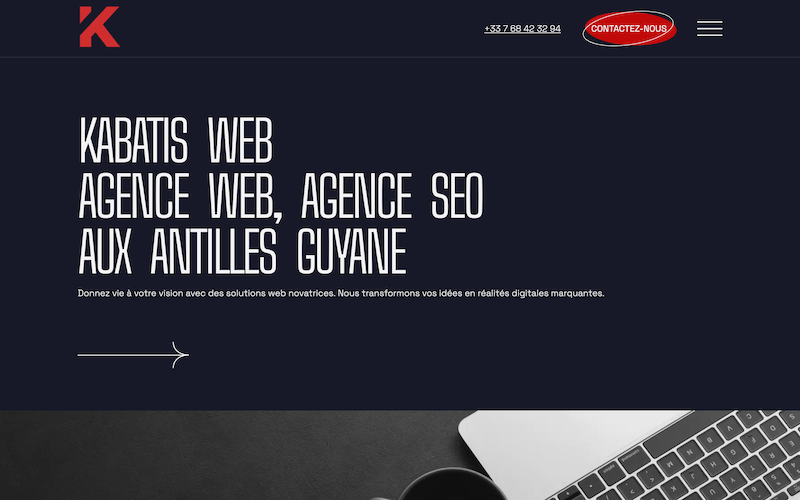 K
+33 7 68 42 32 94
CONTACTEZ-NOUS
KABATIS WEB
AGENCE WEB, AGENCE SEO
AUX ANTILLES GUYANE
Donnez vie à votre vision avec des solutions web novatrices. Nous transformons vos idées en réalités digitales marquantes.